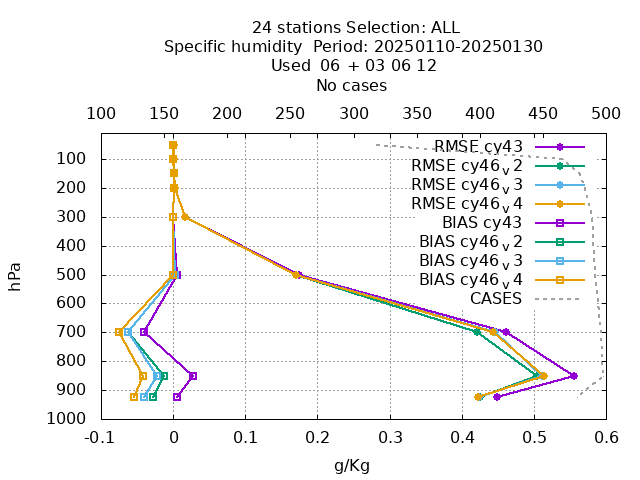 24 stations Selection: ALL
Specific humidity  Period: 20250110-20250130
Used  06 + 03 06 12
No cases
100 150 200 250 300 350 400 450 500
RMSE cy43
RMSE cy46v2
RMSE cy46v3
RMSE cy46v4
BIAS cy43
BIAS cy46v2
BIAS cy46v3
BIAS cy46v4
CASES
hPa
100
200
300
400
500
600
700
800
900
1000
-0.1 0 0.1 0.2 0.3 0.4 0.5 0.6
g/Kg